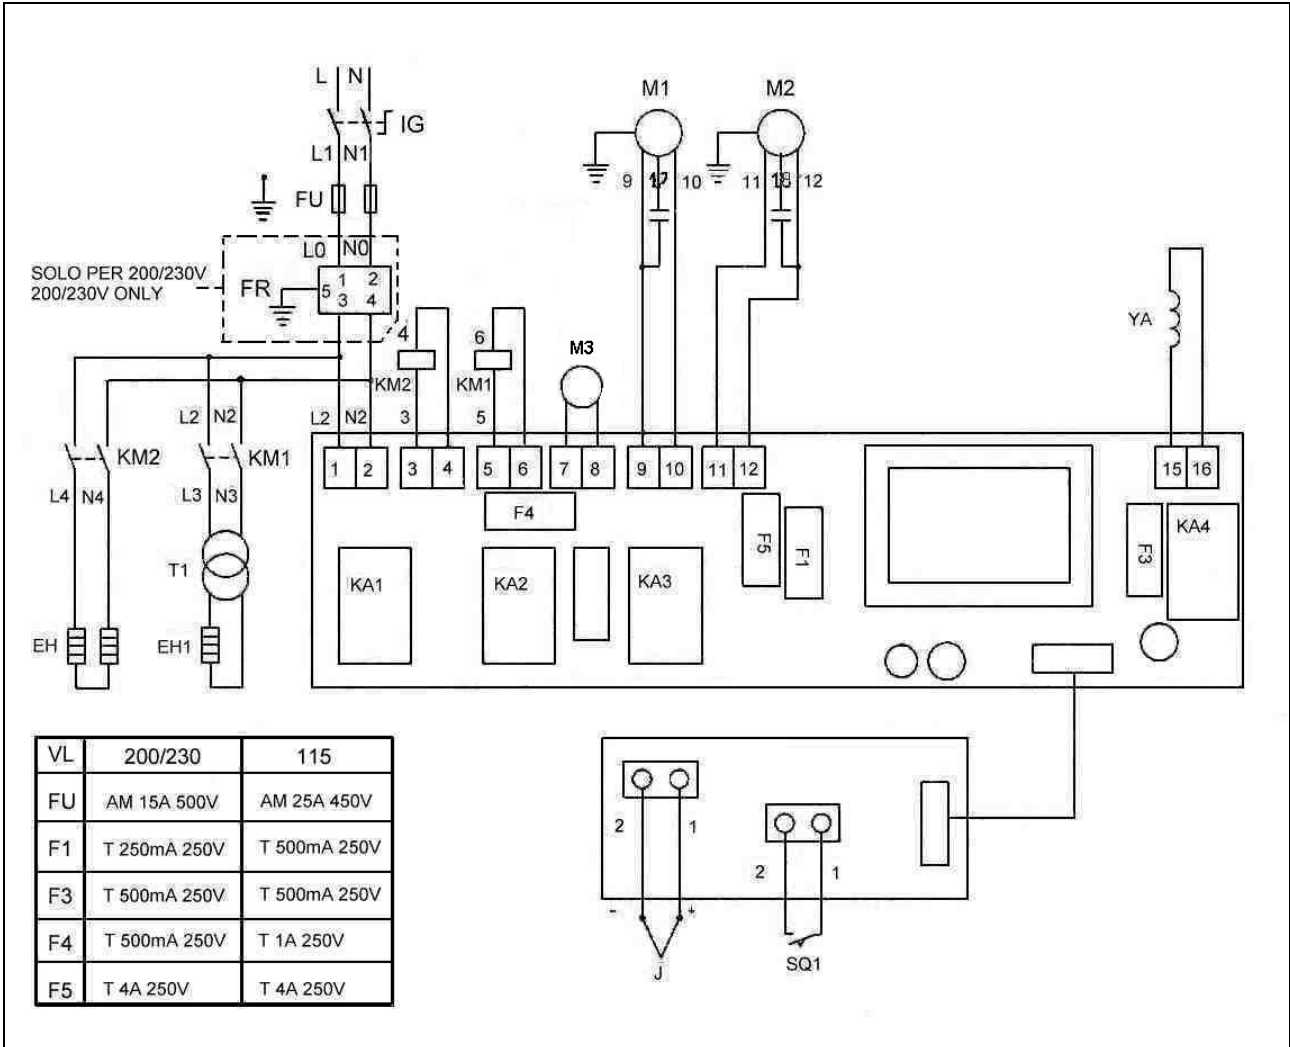 L N
IG
L1 N1
FU
L0 N0
SOLO PER 200/230V
200/230V ONLY
FR
5 1 2
3 4
M1
9 10
M2
11 12
YA
4
KM2
3
6
KM1
5
M3
L2 N2
L2 N2
KM2
KM1
L4 N4
L3 N3
T1
EH
EH1
1 2 3 4 5 6 7 8 9 10 11 12 15 16
F4
F5
F1
F3
KA1
KA2
KA3
KA4
VL 200/230 115
FU AM 15A 500V AM 25A 450V
F1 T 250mA 250V T 500mA 250V
F3 T 500mA 250V T 500mA 250V
F4 T 500mA 250V T 1A 250V
F5 T 4A 250V T 4A 250V
2 1
2 1
- +
J
SQ1